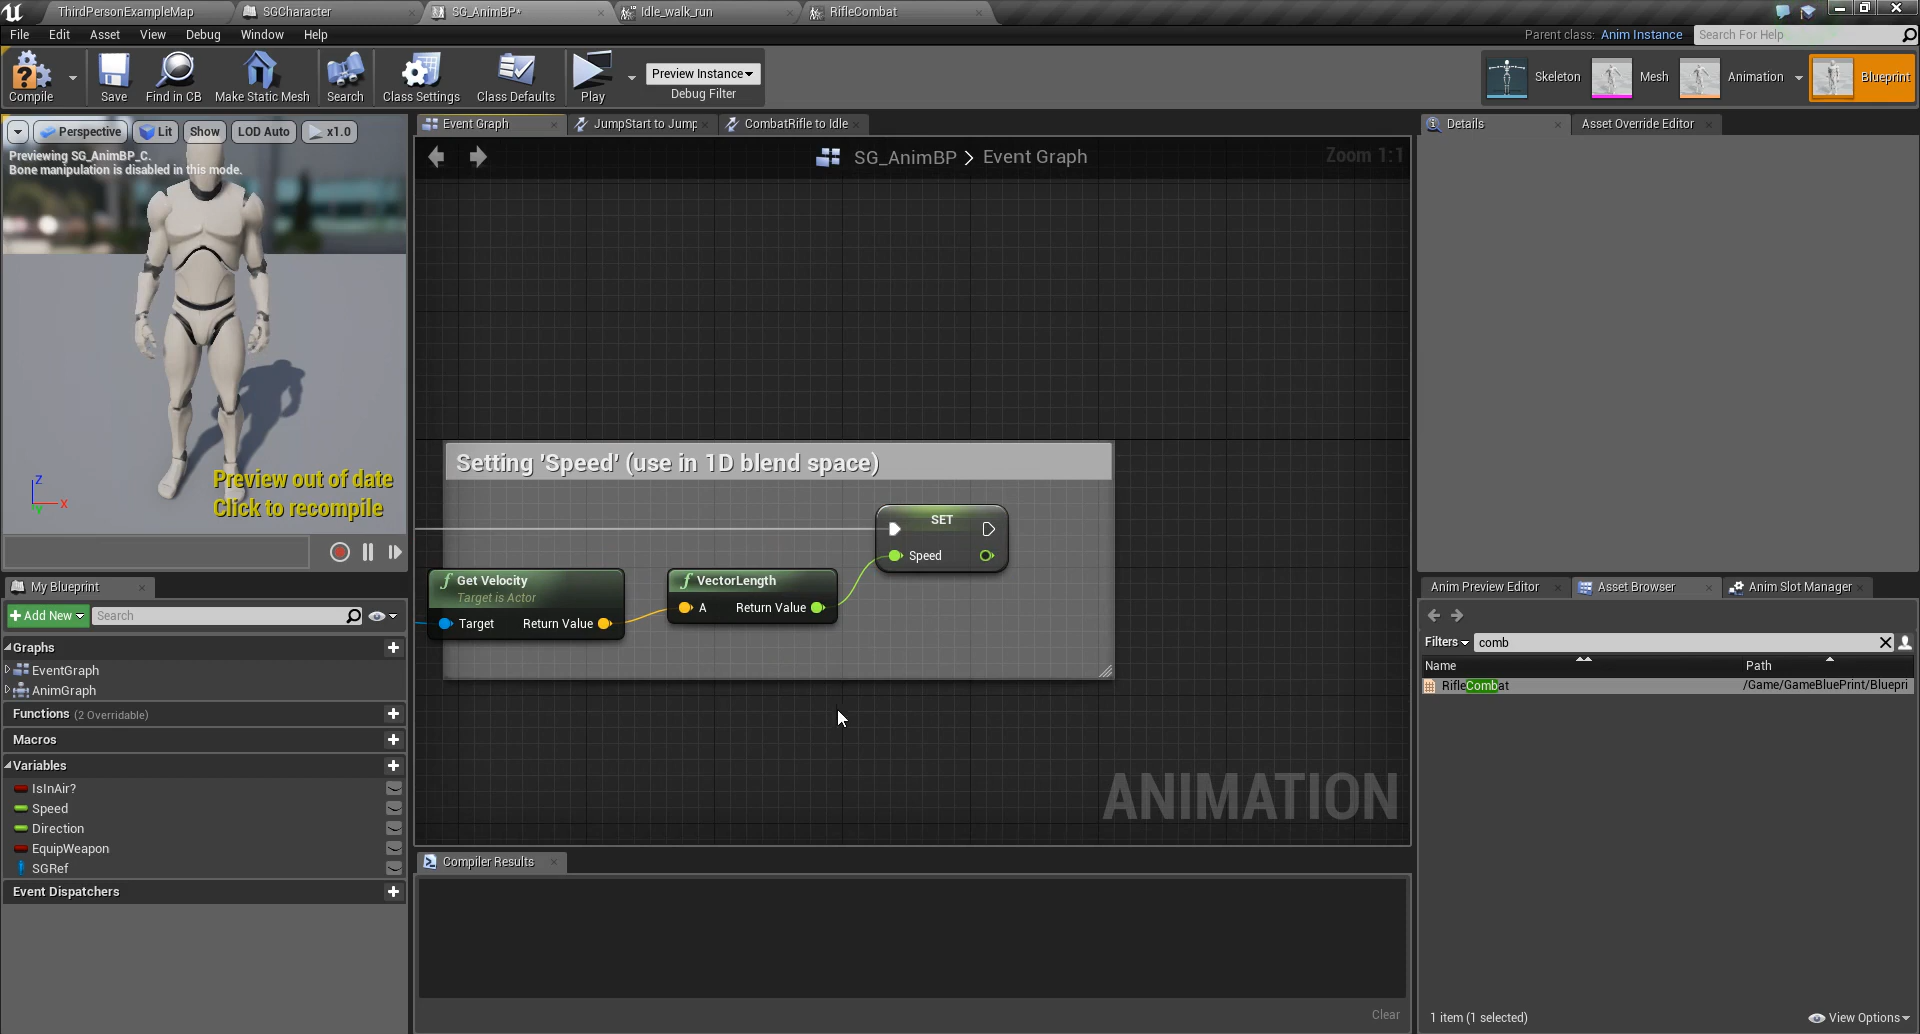 ThirdPersonExampleMap
SGCharacter
SG_AnimBP*
Idle_walk_run
RifleCombat
File Edit Asset View Debug Window Help
Parent class: Anim Instance
Search For Help
Compile
Save
Find in CB
Make Static Mesh
Search
Class Settings
Class Defaults
Play
Preview Instance
Debug Filter
Skeleton
Mesh
Animation
Blueprint
Perspective
Lit
Show
LOD Auto
x1.0
Previewing SG_AnimBP_C.
Bone manipulation is disabled in this mode.
Z
X
Y
Preview out of date
Click to recompile
Event Graph
JumpStart to Jump
CombatRifle to Idle
SG_AnimBP > Event Graph
Zoom 1:1
Setting 'Speed' (use in 1D blend space)
SET
Speed
Get Velocity
Target is Actor
Target
Return Value
VectorLength
A
Return Value
ANIMATION
My Blueprint
Add New
Search
Graphs
EventGraph
AnimGraph
Functions (2 Overridable)
Macros
Variables
IsInAir?
Speed
Direction
EquipWeapon
SGRef
Event Dispatchers
Compiler Results
Clear
Details
Asset Override Editor
Anim Preview Editor
Asset Browser
Anim Slot Manager
Filters
comb
Name
Path
RifleCombat
/Game/GameBluePrint/Bluepri
1 item (1 selected)
View Options